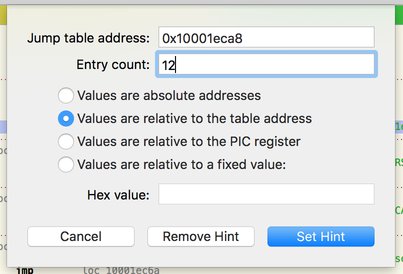 Jump table address: 0x10001eca8
Entry count: 12
Values are absolute addresses
Values are relative to the table address
Values are relative to the PIC register
Values are relative to a fixed value:
Hex value:
Cancel Remove Hint Set Hint
jmp loc_10001ec6a